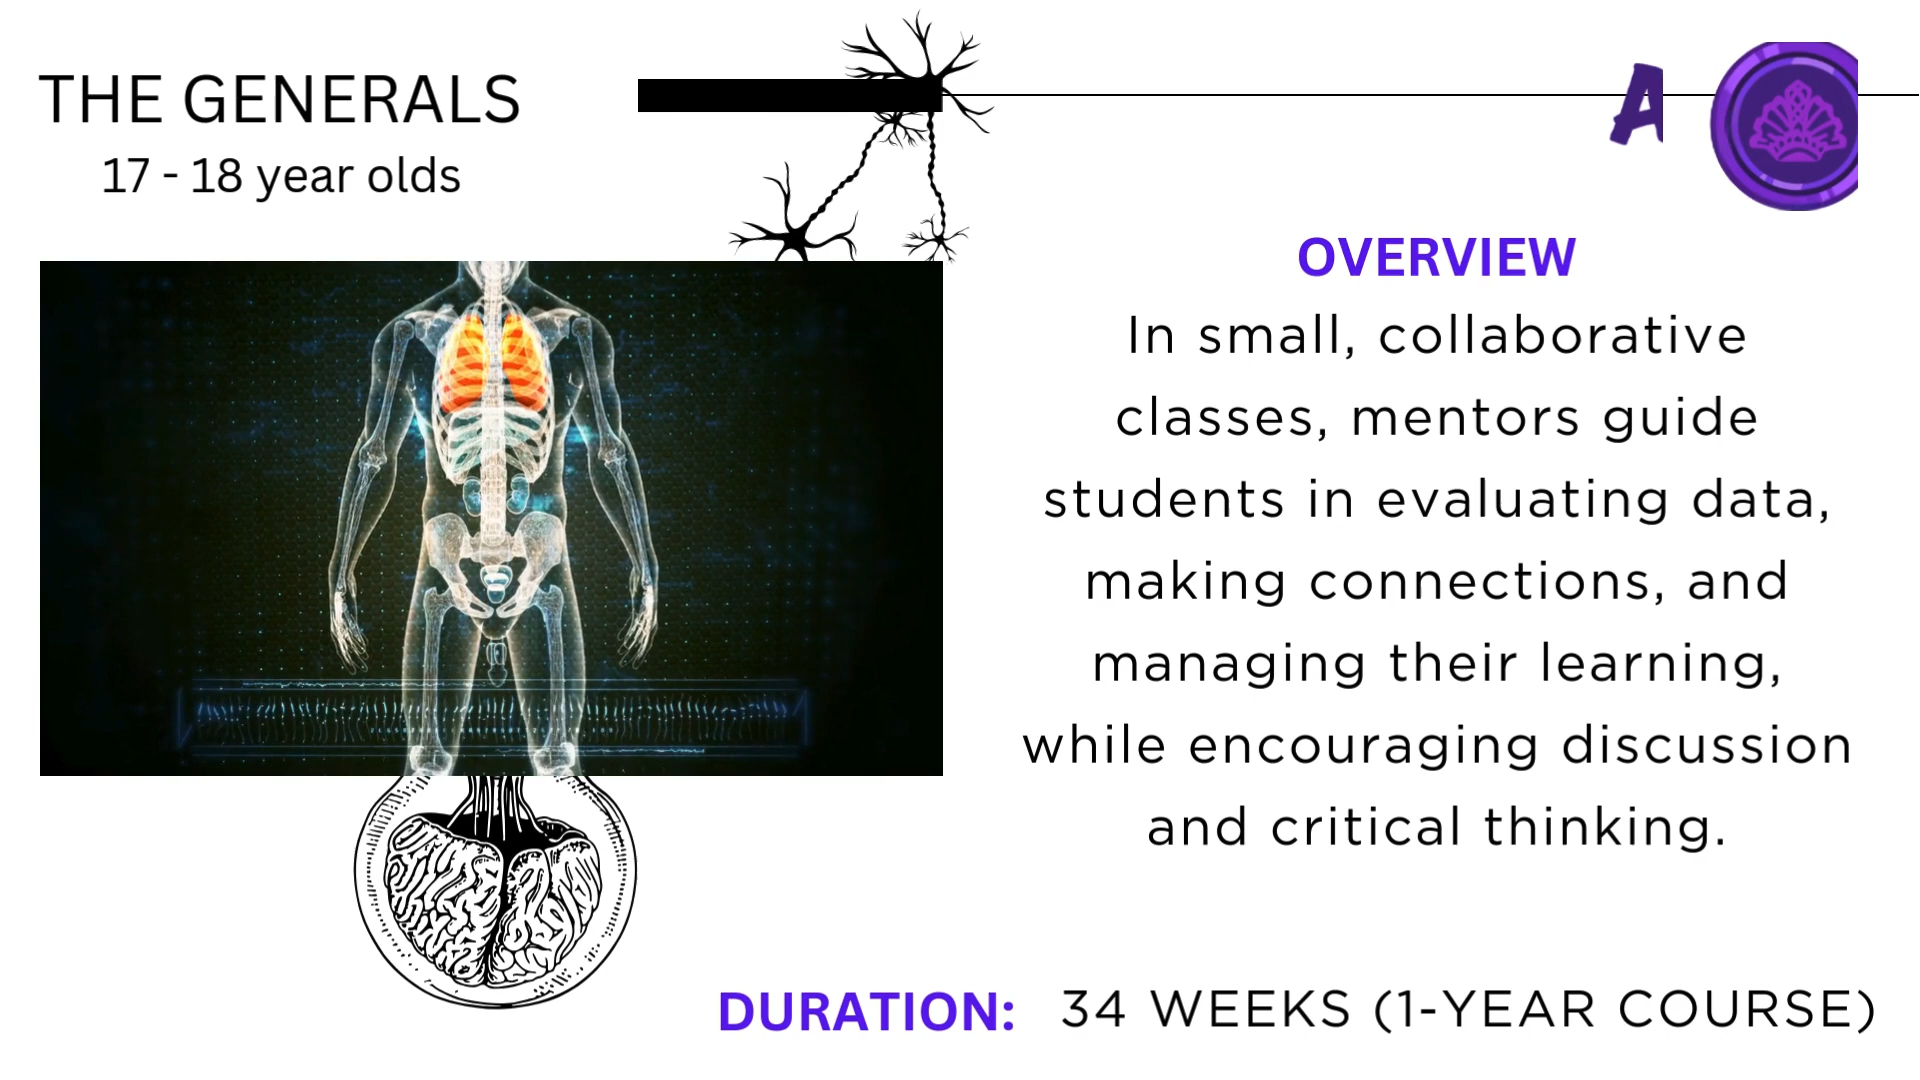 THE GENERALS
17 - 18 year olds
A
OVERVIEW
In small, collaborative
classes, mentors guide
students in evaluating data,
making connections, and
managing their learning,
while encouraging discussion
and critical thinking.
DURATION: 34 WEEKS (1-YEAR COURSE)